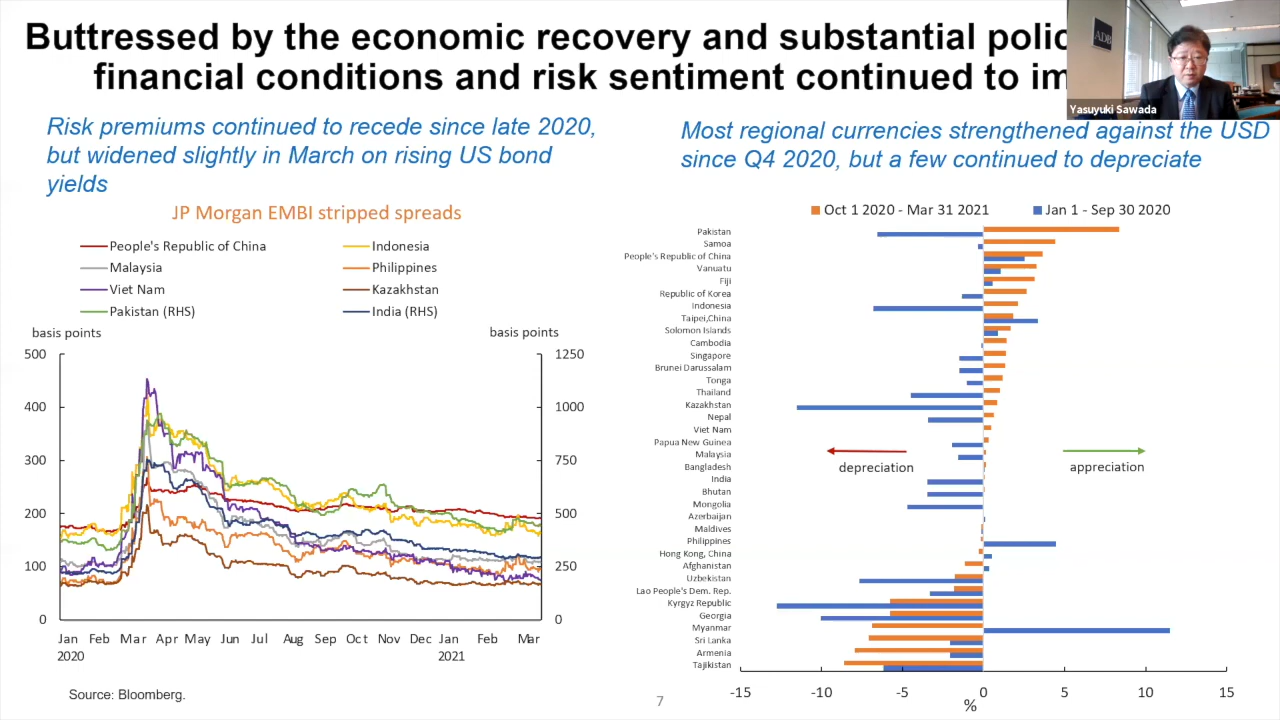 Buttressed by the economic recovery and substantial polic
financial conditions and risk sentiment continued to im
ADB
Yasuyuki Sawada
Risk premiums continued to recede since late 2020,
but widened slightly in March on rising US bond
yields
Most regional currencies strengthened against the USD
since Q4 2020, but a few continued to depreciate
JP Morgan EMBI stripped spreads
People's Republic of China
Indonesia
Malaysia
Philippines
Viet Nam
Kazakhstan
Pakistan (RHS)
India (RHS)
basis points
basis points
500
400
300
200
100
0
1250
1000
750
500
250
0
Jan Feb Mar Apr May Jun Jul Aug Sep Oct Nov Dec Jan Feb Mar
2020 2021
Source: Bloomberg.
7
Oct 1 2020 - Mar 31 2021
Jan 1 - Sep 30 2020
Pakistan
Samoa
People's Republic of China
Vanuatu
Fiji
Republic of Korea
Indonesia
Taipei,China
Solomon Islands
Cambodia
Singapore
Brunei Darussalam
Tonga
Thailand
Kazakhstan
Nepal
Viet Nam
Papua New Guinea
Malaysia
Bangladesh
India
Bhutan
Mongolia
Azerbaijan
Maldives
Philippines
Hong Kong, China
Afghanistan
Uzbekistan
Lao People's Dem. Rep.
Kyrgyz Republic
Georgia
Myanmar
Sri Lanka
Armenia
Tajikistan
depreciation
appreciation
-15 -10 -5 0 5 10 15
%